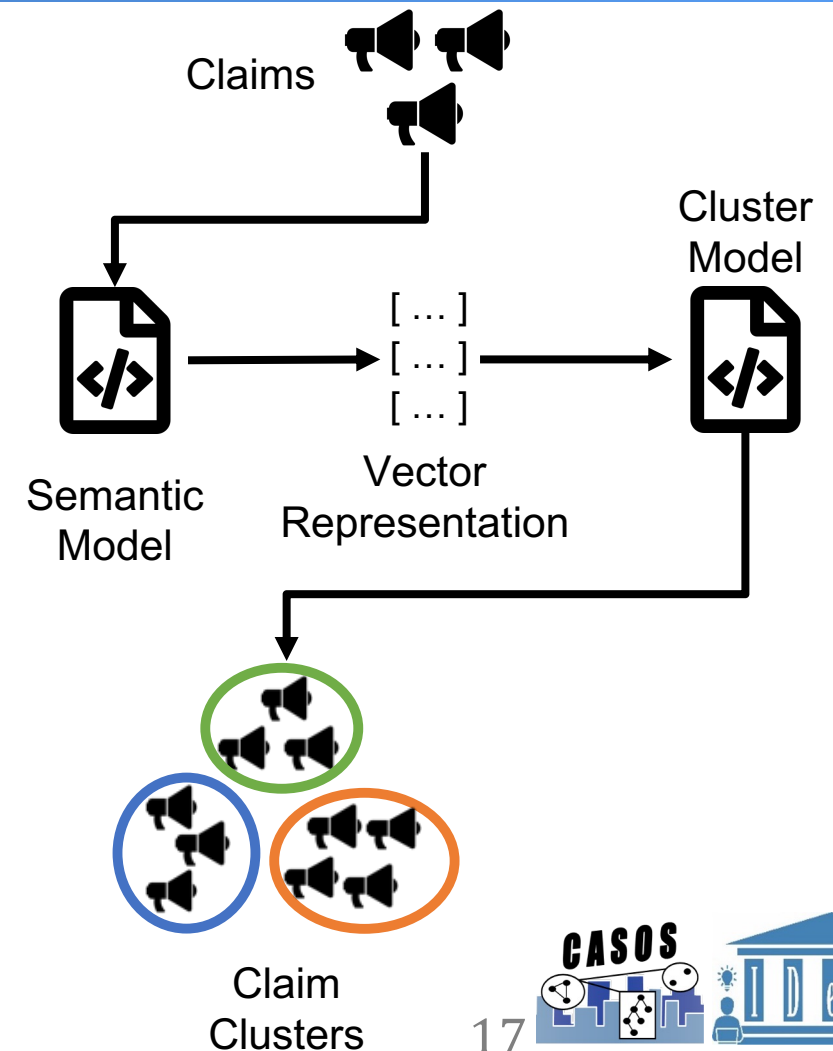 Claims
Cluster
Model
</>
[ ... ]
[ ... ]
[ ... ]
</>
Semantic
Model
Vector
Representation
Claim
Clusters
17
CASOS
I D